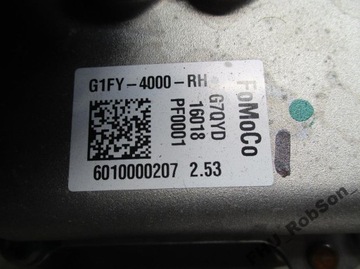 G1FY-4000-RH
FoMoCo
G7QYD
16018
PF0001
6010000207 2.53